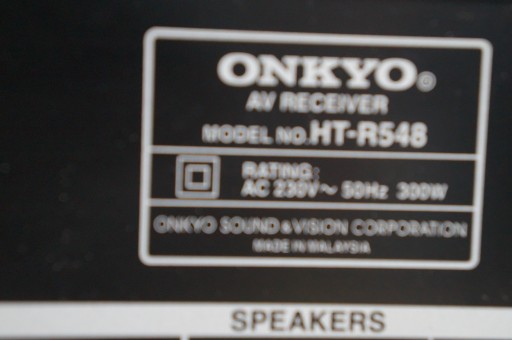 ONKYO®
AV RECEIVER
MODEL NO. HT-R548
RATING:
AC 230V~ 50Hz 300W
ONKYO SOUND & VISION CORPORATION
MADE IN MALAYSIA
SPEAKERS